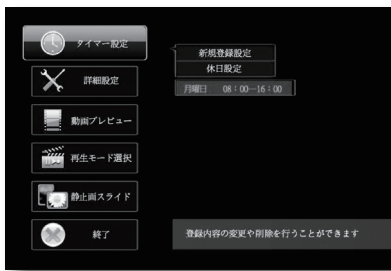 タイマー設定
新規登録設定
休日設定
月曜日 08：00―16：00
詳細設定
動画プレビュー
再生モード選択
静止画スライド
終了
登録内容の変更や削除を行うことができます